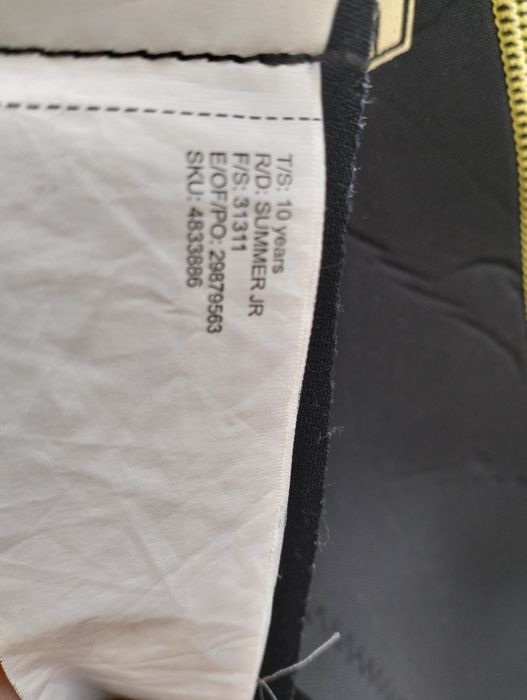 T/S: 10 years
R/D: SUMMER JR
F/S: 31311
E/OF/PO: 29879563
SKU: 4833886